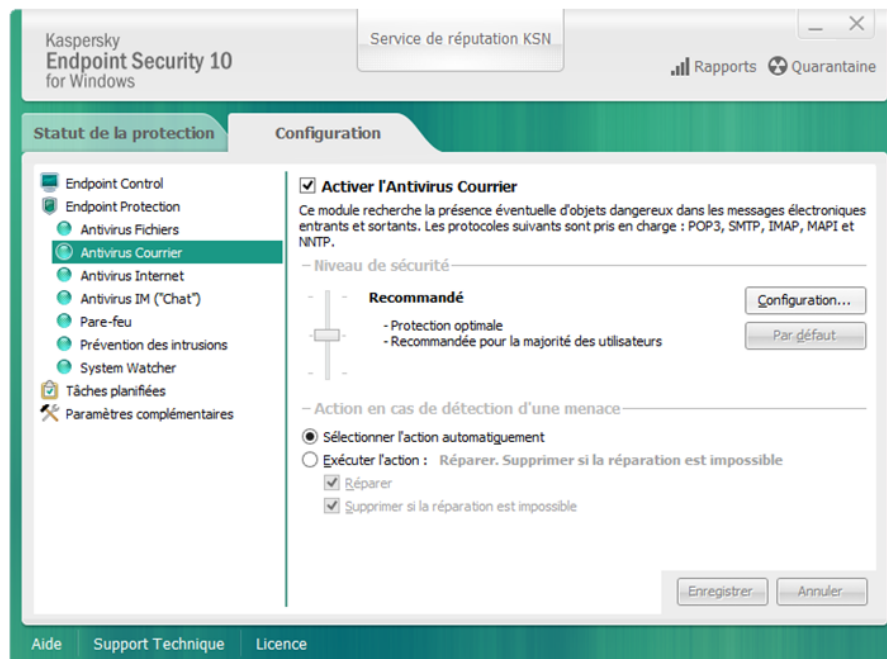 Kaspersky
Endpoint Security 10
for Windows
Service de réputation KSN
Rapports
Quarantaine
Statut de la protection
Configuration
Endpoint Control
Endpoint Protection
Antivirus Fichiers
Antivirus Courrier
Antivirus Internet
Antivirus IM ("Chat")
Pare-feu
Prévention des intrusions
System Watcher
Tâches planifiées
Paramètres complémentaires
Activer l'Antivirus Courrier
Ce module recherche la présence éventuelle d'objets dangereux dans les messages électroniques
entrants et sortants. Les protocoles suivants sont pris en charge : POP3, SMTP, IMAP, MAPI et
NNTP.
Niveau de sécurité
Recommandé
- Protection optimale
- Recommandée pour la majorité des utilisateurs
Configuration...
Par défaut
Action en cas de détection d'une menace
Sélectionner l'action automatiquement
Exécuter l'action : Réparer. Supprimer si la réparation est impossible
Réparer
Supprimer si la réparation est impossible
Enregistrer
Annuler
Aide
Support Technique
Licence